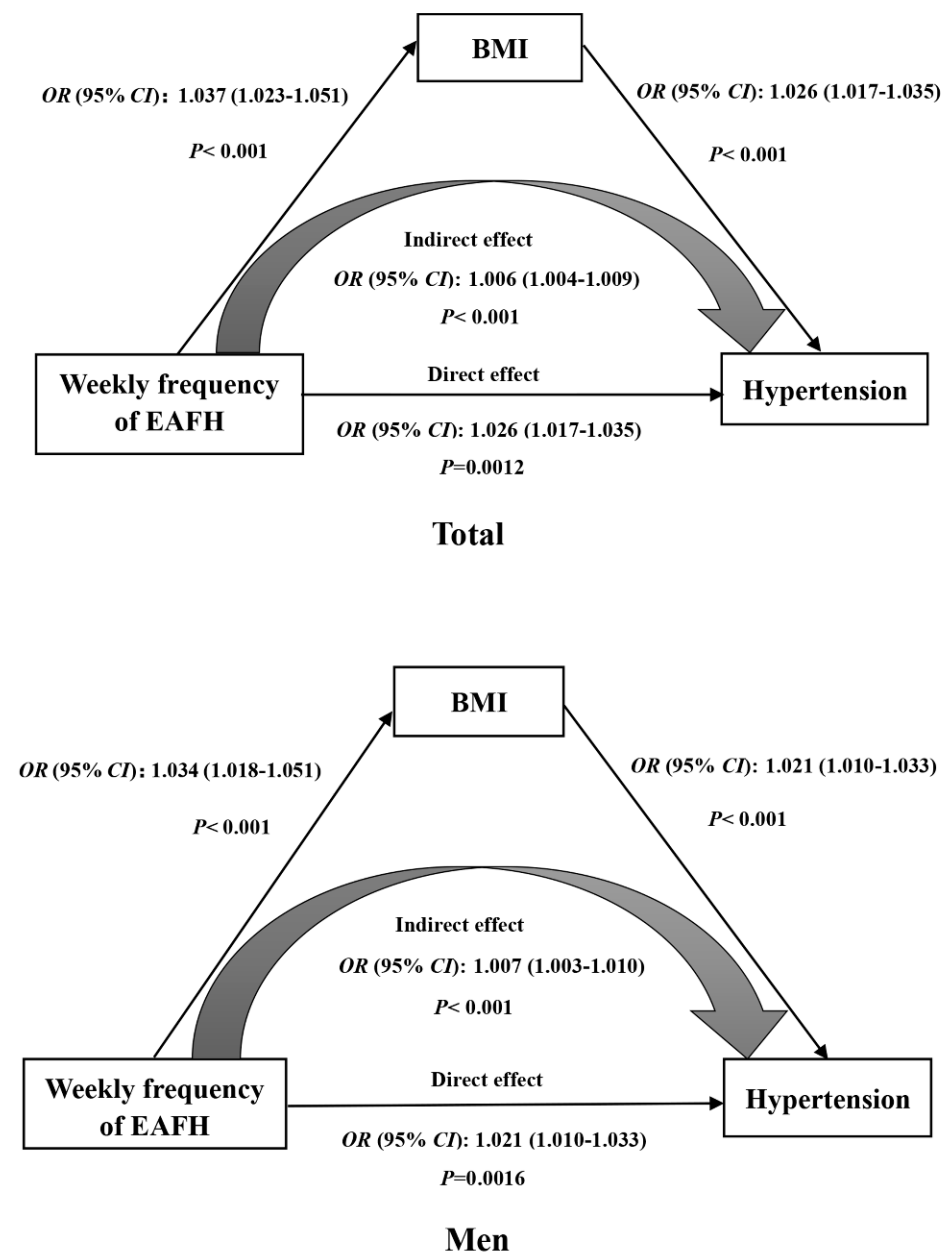 BMI
OR (95% CI): 1.037 (1.023-1.051)
P< 0.001
OR (95% CI): 1.026 (1.017-1.035)
P< 0.001
Indirect effect
OR (95% CI): 1.006 (1.004-1.009)
P< 0.001
Weekly frequency
of EAFH
Direct effect
OR (95% CI): 1.026 (1.017-1.035)
P=0.0012
Hypertension
Total
BMI
OR (95% CI): 1.034 (1.018-1.051)
P< 0.001
OR (95% CI): 1.021 (1.010-1.033)
P< 0.001
Indirect effect
OR (95% CI): 1.007 (1.003-1.010)
P< 0.001
Weekly frequency
of EAFH
Direct effect
OR (95% CI): 1.021 (1.010-1.033)
P=0.0016
Hypertension
Men